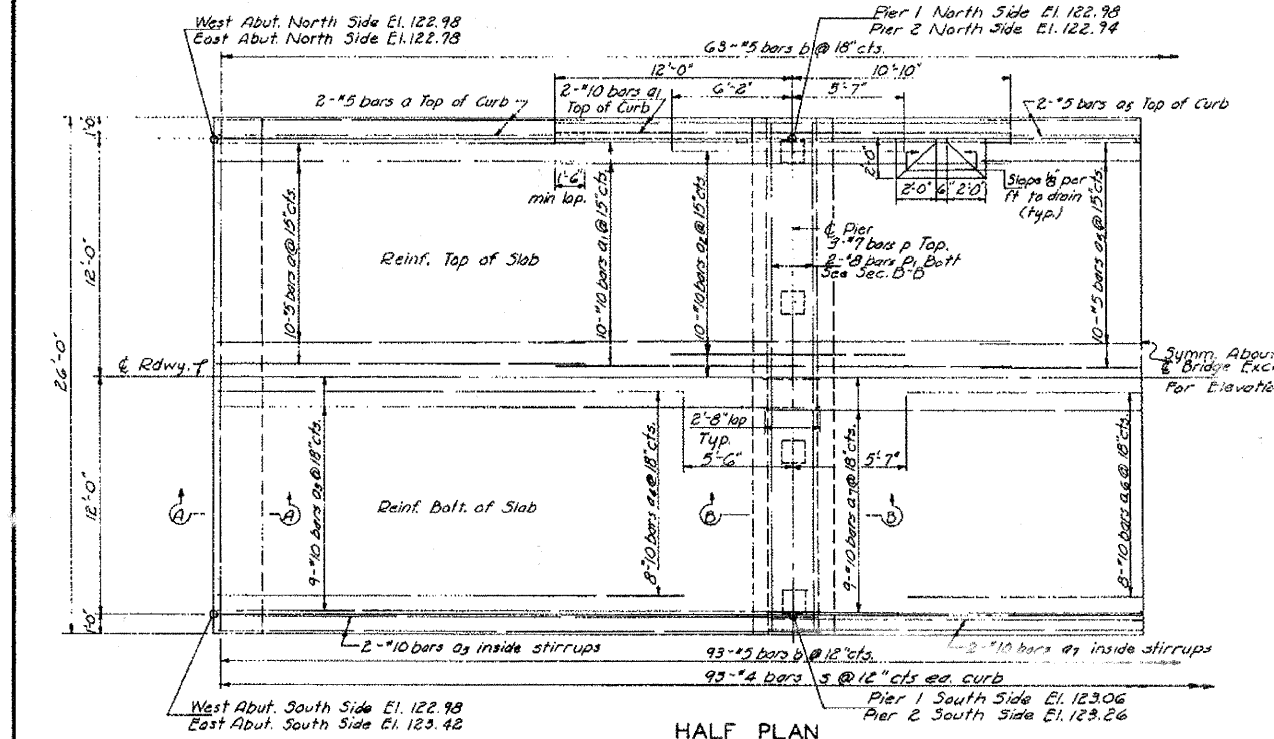 West Abut. North Side El. 122.98
East Abut. North Side El. 122.78
Pier 1 North Side El. 122.98
Pier 2 North Side El. 122.94
63-#5 bars b @ 18" cts.
12'-0"
10'-10"
2-#5 bars a Top of Curb
2-#10 bars a1
Top of Curb
6'-2"
5'-7"
2-#5 bars a5 Top of Curb
1'-0"
1'-6"
min lap.
2'-0"
2'-0"
6"
2'-0"
Slope ⅛" per
ft to drain
(typ.)
12'-0"
10-#5 bars a @ 15" cts.
Reinf. Top of Slab
10-#10 bars a1 @ 15" cts.
10-#10 bars a2 @ 15" cts.
℄ Pier
3-#7 bars p Top.
2-#8 bars P1 Bott
See Sec. B-B
10-#5 bars a5 @ 15" cts.
26'-0"
℄ Rdwy.
Symm. About
℄ Bridge Exc
For Elevatio
12'-0"
2'-8" lap
Typ.
5'-6"
5'-7"
A
A
B
B
9-#10 bars a3 @ 18" cts.
Reinf. Bott. of Slab
8-#10 bars @ 18" cts.
9-#10 bars a7 @ 18" cts.
8-#10 bars a6 @ 18" cts.
1'-0"
2-#10 bars a3 inside stirrups
93-#5 bars b @ 12" cts.
2-#10 bars a7 inside stirrups
93-#4 bars s @ 12" cts ea. curb
West Abut. South Side El. 122.98
East Abut. South Side El. 123.42
Pier 1 South Side El. 123.06
Pier 2 South Side El. 123.26
HALF PLAN